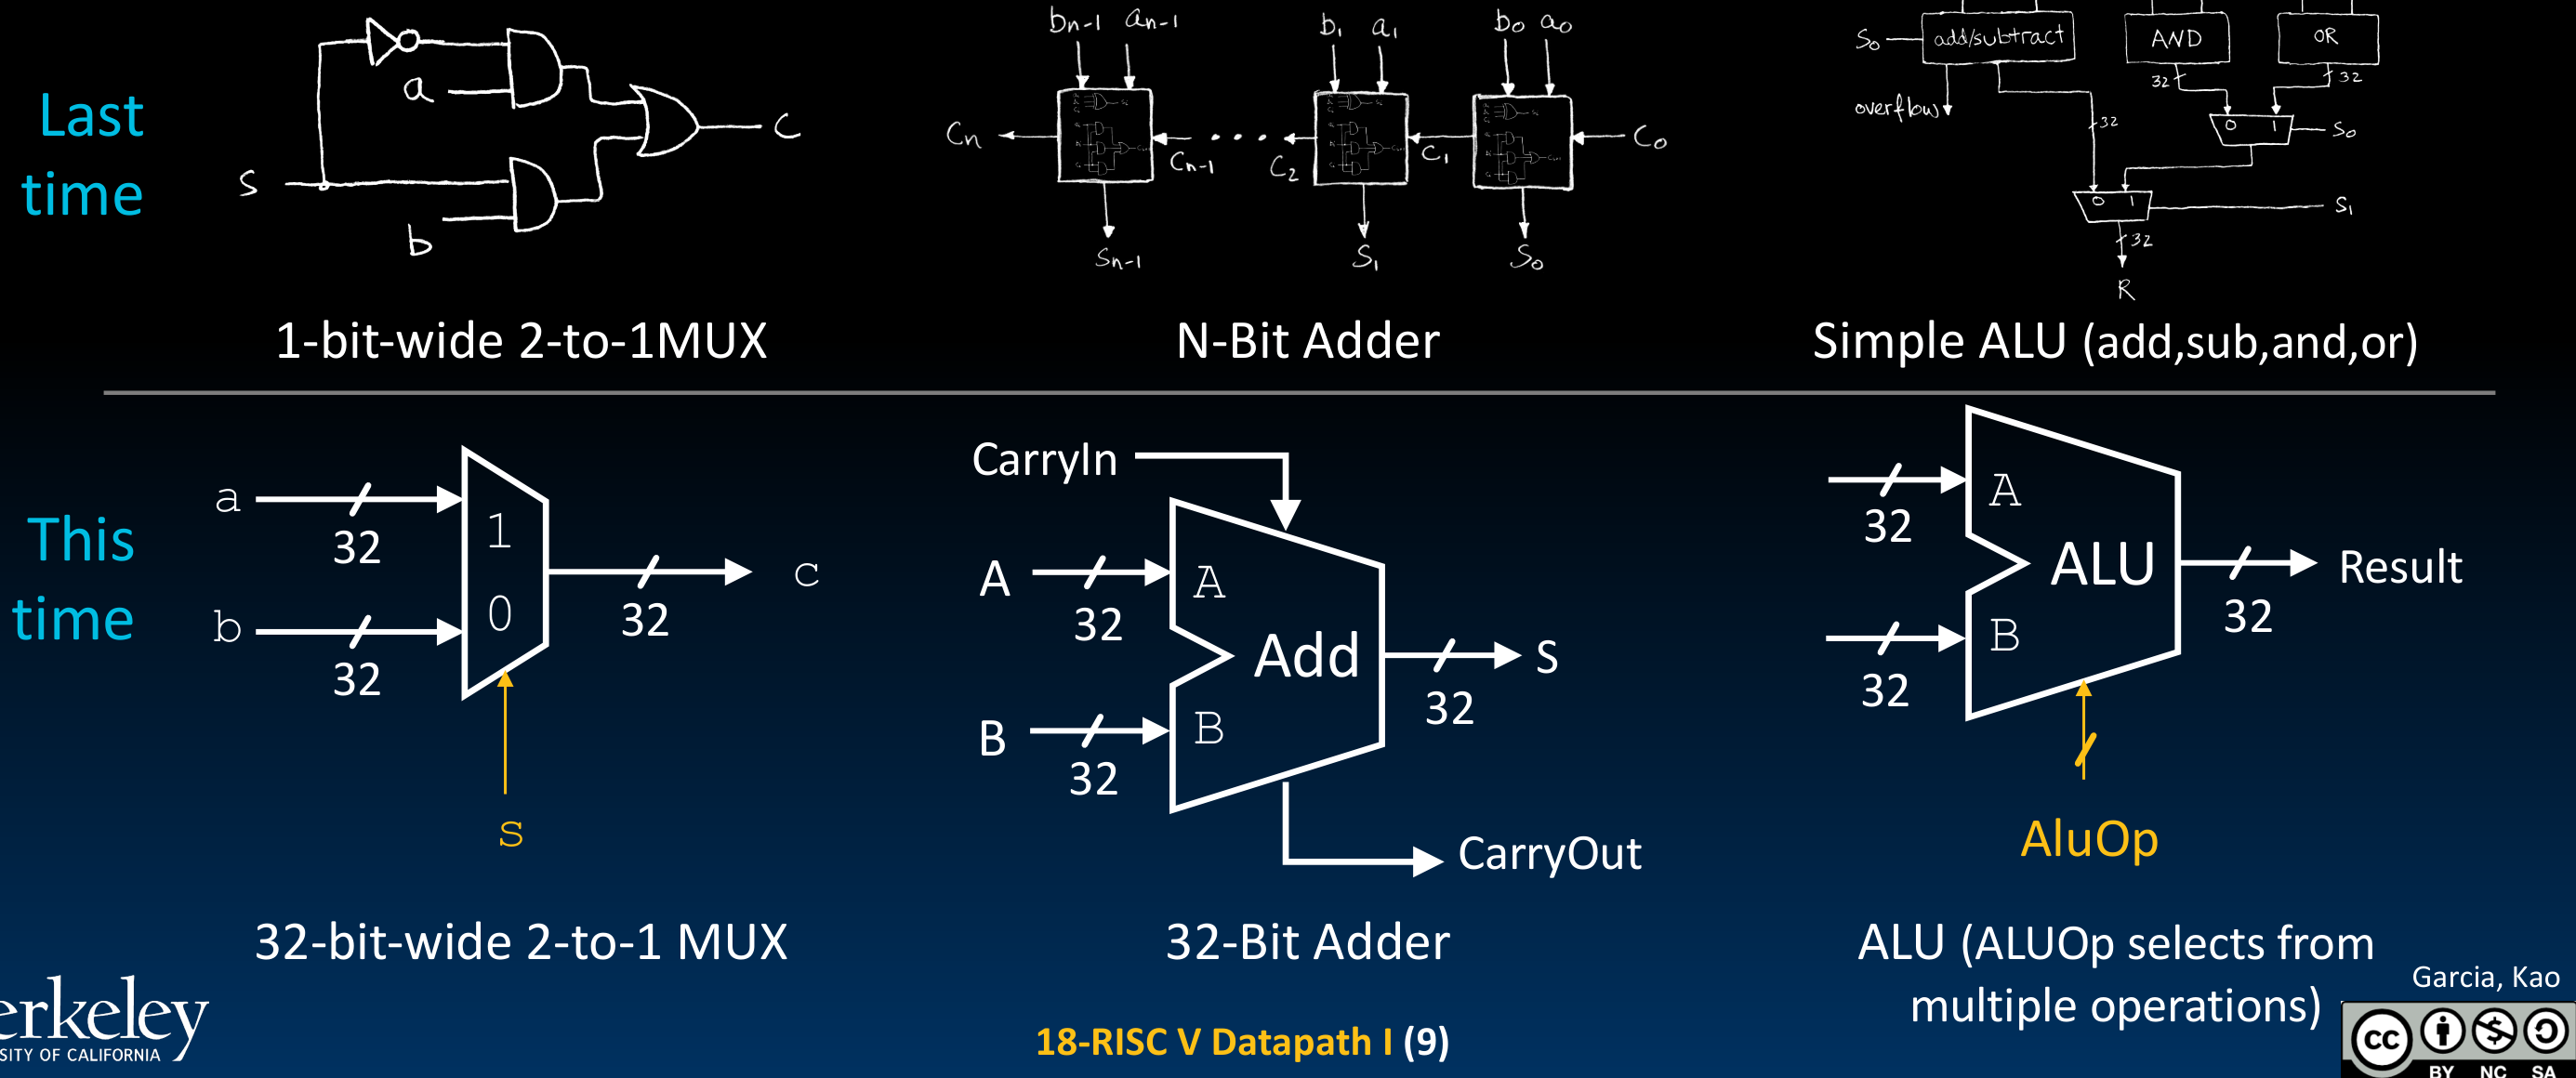 Last
time
a
s
b
c
1-bit-wide 2-to-1MUX
bn-1 an-1
b1 a1
b0 a0
Cn
Cn-1
C2
C1
C0
Sn-1
S1
S0
N-Bit Adder
S0
add/subtract
AND
OR
overflow
32
32
32
0 1
S0
0 1
S1
32
R
Simple ALU (add,sub,and,or)
This
time
a
32
b
32
1
0
32
c
s
32-bit-wide 2-to-1 MUX
CarryIn
A
32
A
B
32
B
Add
32
S
CarryOut
32-Bit Adder
32
A
32
B
ALU
32
Result
AluOp
ALU (ALUOp selects from
multiple operations)
erkeley
SITY OF CALIFORNIA
18-RISC V Datapath I (9)
Garcia, Kao
cc
BY NC SA